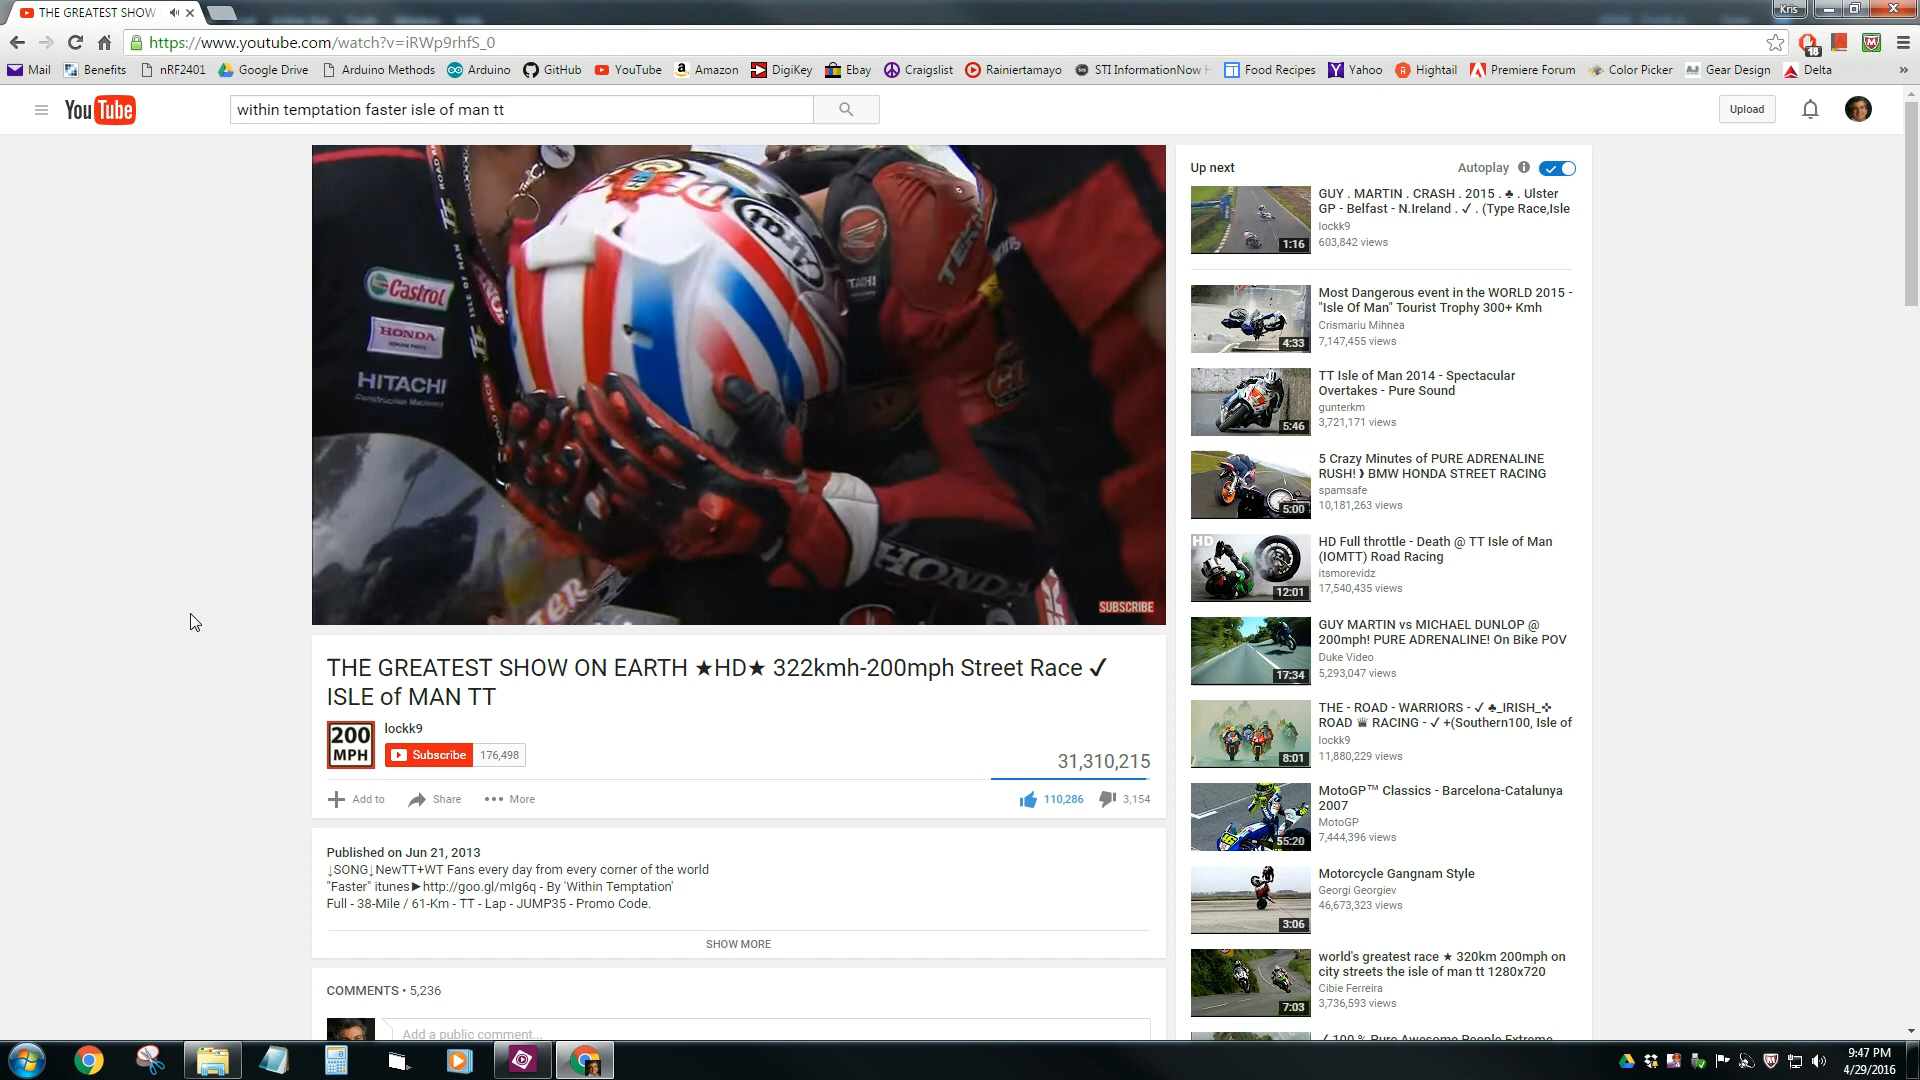 THE GREATEST SHOW
Kris
https://www.youtube.com/watch?v=iRWp9rhfS_0
18
Mail Benefits nRF2401 Google Drive Arduino Methods Arduino GitHub YouTube Amazon DigiKey Ebay Craigslist Rainiertamayo STI InformationNow Food Recipes Yahoo Hightail Premiere Forum Color Picker Gear Design Delta »
YouTube
within temptation faster isle of man tt
Upload
Castrol
HONDA
HITACHI
Construction Machinery
ISLE OF MAN
HONDA
SUBSCRIBE
THE GREATEST SHOW ON EARTH ★HD★ 322kmh-200mph Street Race ✓
ISLE of MAN TT
200
MPH
lockk9
Subscribe 176,498
31,310,215
Add to Share More 110,286 3,154
Published on Jun 21, 2013
↓SONG↓NewTT+WT Fans every day from every corner of the world
"Faster" itunes►http://goo.gl/mIg6q - By 'Within Temptation'
Full - 38-Mile / 61-Km - TT - Lap - JUMP35 - Promo Code.
SHOW MORE
COMMENTS • 5,236
Add a public comment...
Up next Autoplay
GUY . MARTIN . CRASH . 2015 . ♣ . Ulster
GP - Belfast - N.Ireland . ✓ . (Type Race,Isle
lockk9
603,842 views
1:16
Most Dangerous event in the WORLD 2015 -
"Isle Of Man" Tourist Trophy 300+ Kmh
Crismariu Mihnea
7,147,455 views
4:33
TT Isle of Man 2014 - Spectacular
Overtakes - Pure Sound
gunterkm
3,721,171 views
5:46
5 Crazy Minutes of PURE ADRENALINE
RUSH! ❫ BMW HONDA STREET RACING
spamsafe
10,181,263 views
5:00
HD Full throttle - Death @ TT Isle of Man
(IOMTT) Road Racing
itsmorevidz
17,540,435 views
HD
12:01
GUY MARTIN vs MICHAEL DUNLOP @
200mph! PURE ADRENALINE! On Bike POV
Duke Video
5,293,047 views
17:34
THE - ROAD - WARRIORS - ✓ ♣_IRISH_✣
ROAD ♛ RACING - ✓ +(Southern100, Isle of
lockk9
11,880,229 views
8:01
MotoGP™ Classics - Barcelona-Catalunya
2007
MotoGP
7,444,396 views
55:20
Motorcycle Gangnam Style
Georgi Georgiev
46,673,323 views
3:06
world's greatest race ★ 320km 200mph on
city streets the isle of man tt 1280x720
Cibie Ferreira
3,736,593 views
7:03
✓ 100 % Pure Awesome People Extreme
9:47 PM
4/29/2016